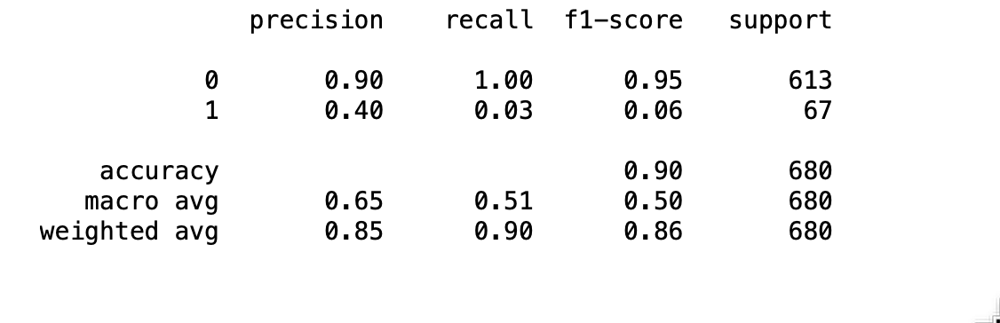 precision recall f1-score support
0 0.90 1.00 0.95 613
1 0.40 0.03 0.06 67
accuracy 0.90 680
macro avg 0.65 0.51 0.50 680
weighted avg 0.85 0.90 0.86 680